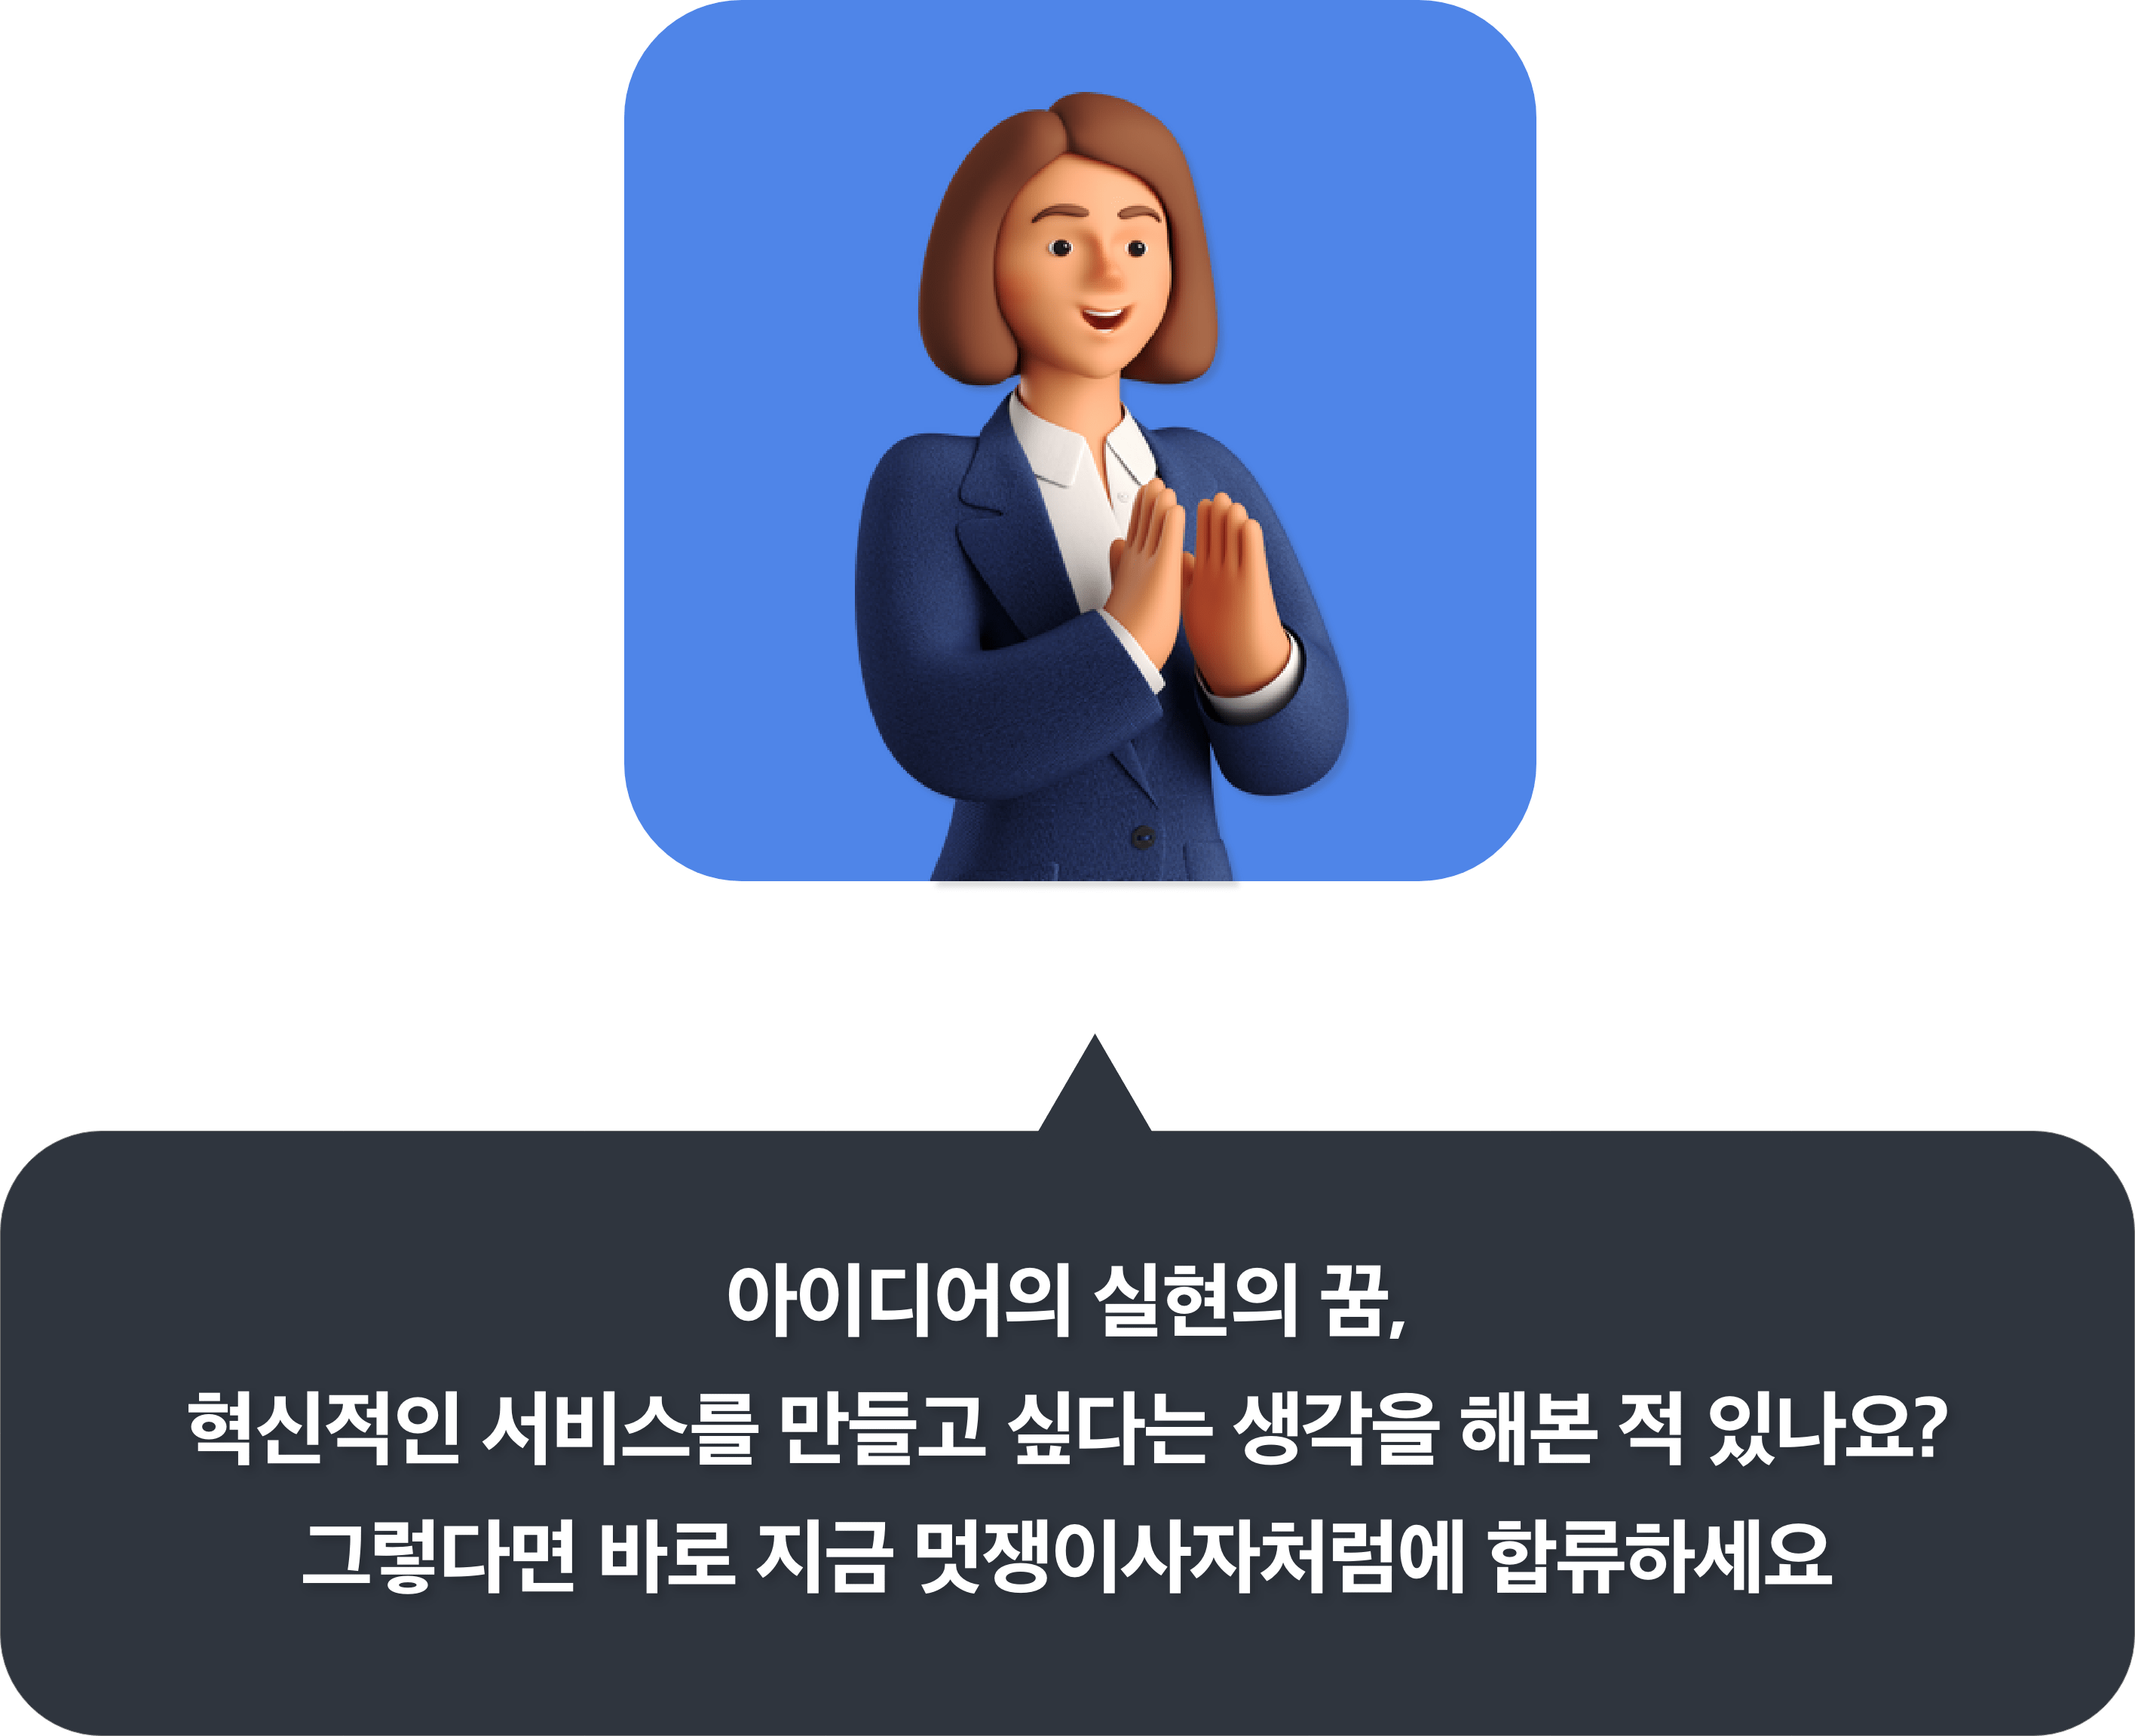 아이디어의 실현의 꿈,
혁신적인 서비스를 만들고 싶다는 생각을 해본 적 있나요?
그렇다면 바로 지금 멋쟁이사자처럼에 합류하세요